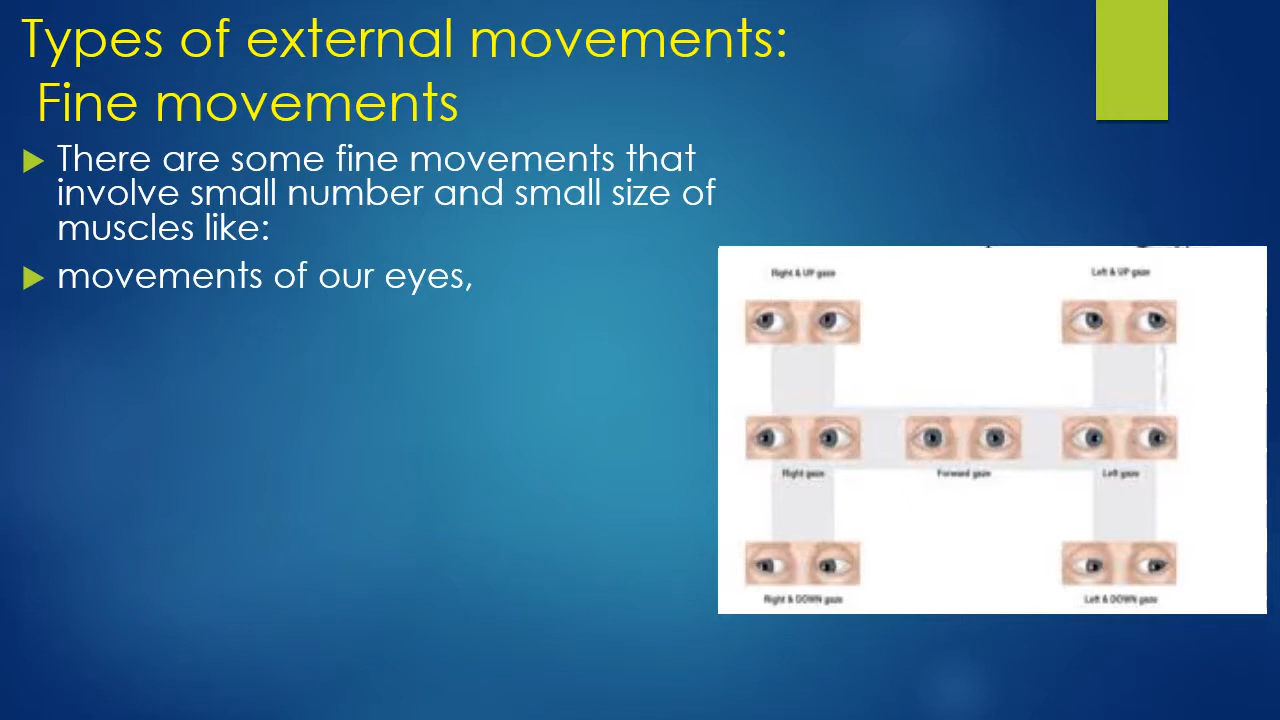 Types of external movements:
Fine movements
There are some fine movements that
involve small number and small size of
muscles like:
movements of our eyes,
Right & UP gaze
Left & UP gaze
Right gaze
Forward gaze
Left gaze
Right & DOWN gaze
Left & DOWN gaze